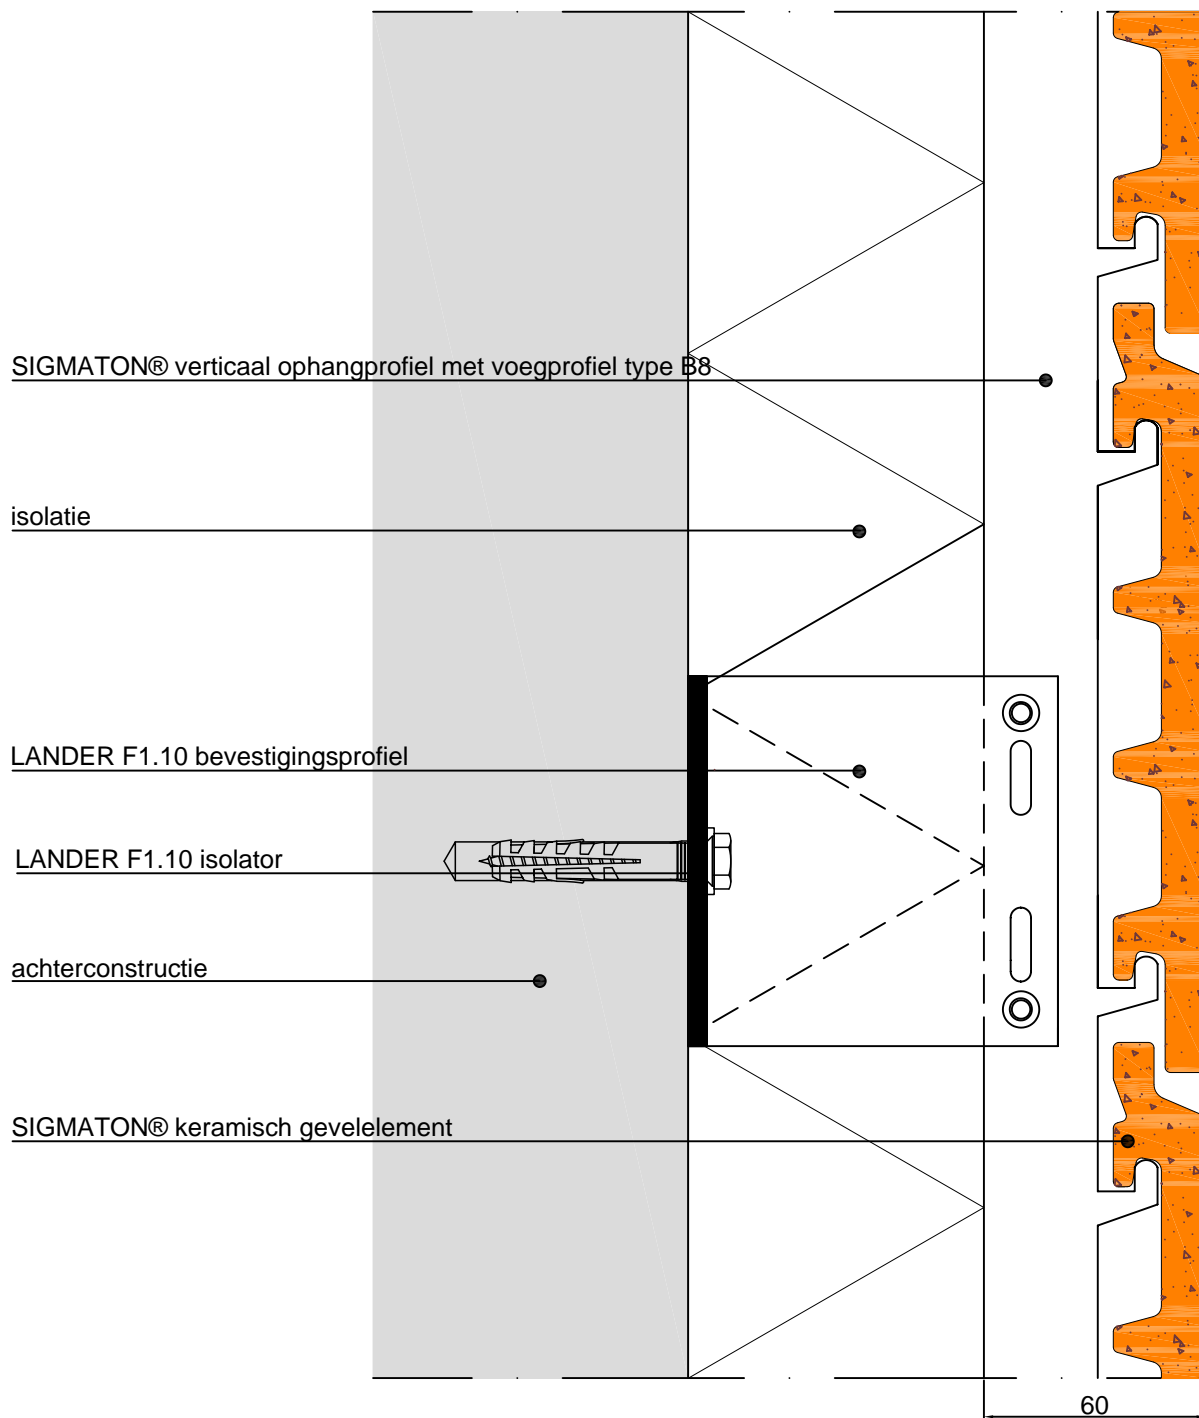 SIGMATON® verticaal ophangprofiel met voegprofiel type B8
isolatie
LANDER F1.10 bevestigingsprofiel
LANDER F1.10 isolator
achterconstructie
SIGMATON® keramisch gevelelement
60